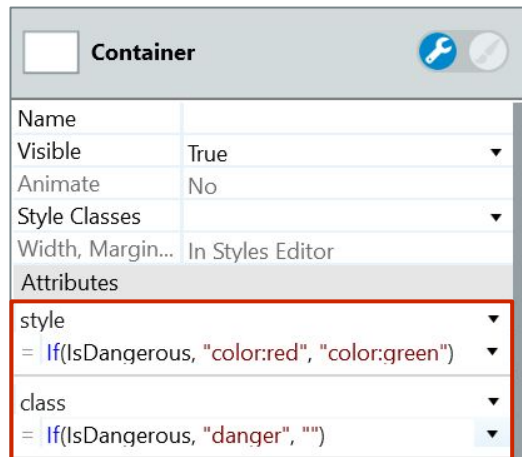 Container
Name
Visible True
Animate No
Style Classes
Width, Margin... In Styles Editor
Attributes
style
= If(IsDangerous, "color:red", "color:green")
class
= If(IsDangerous, "danger", "")